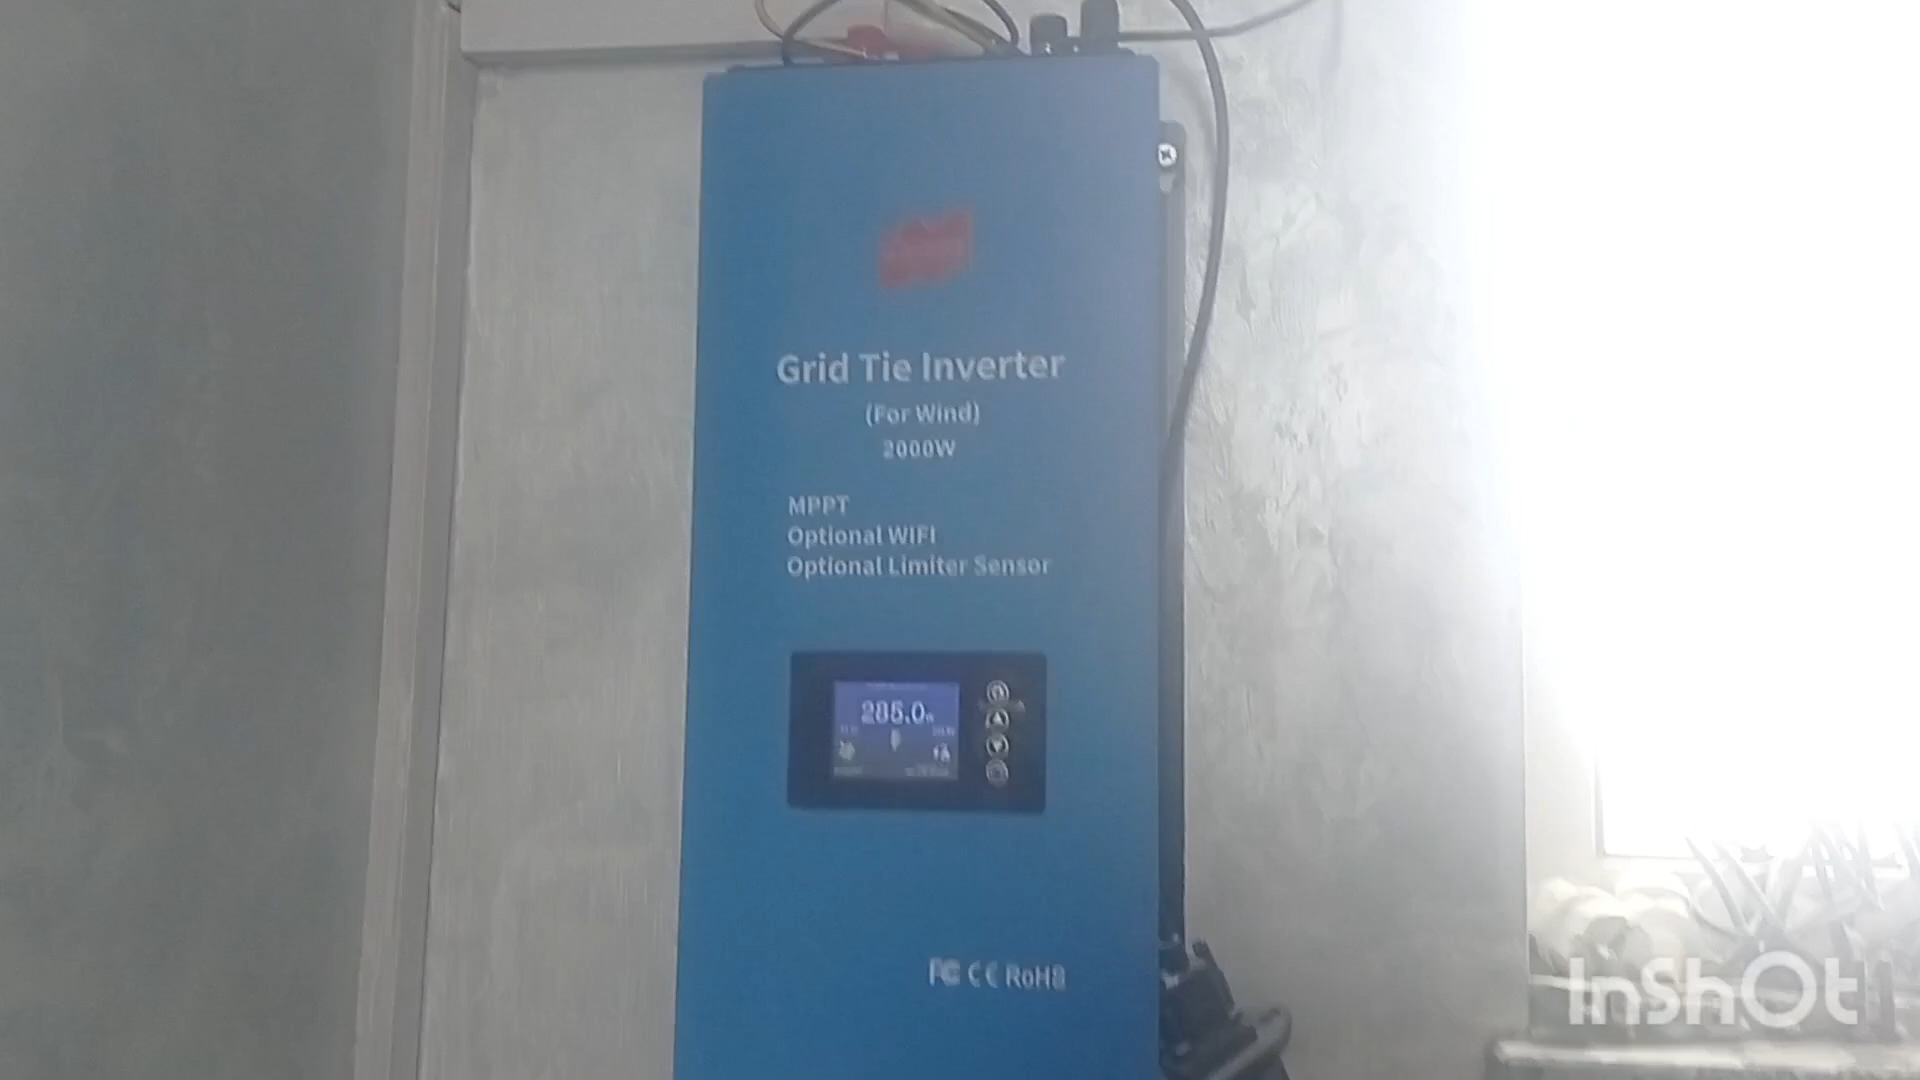 Grid Tie Inverter
(For Wind)
2000W
MPPT
Optional WIFI
Optional Limiter Sensor
285.0
FC CE RoHS
InShOt